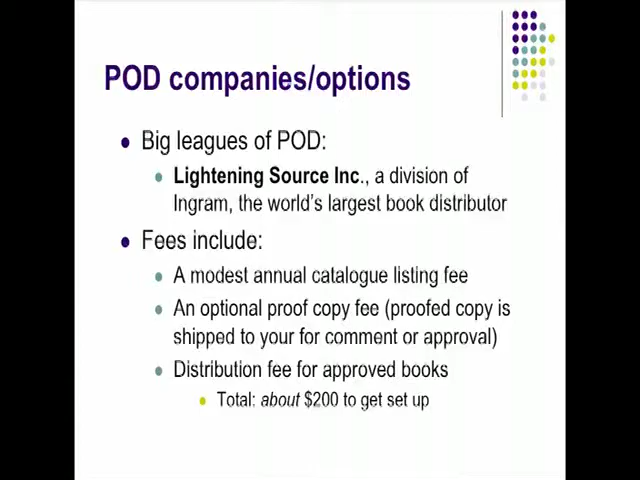 POD companies/options
Big leagues of POD:
Lightening Source Inc., a division of
Ingram, the world's largest book distributor
Fees include:
A modest annual catalogue listing fee
An optional proof copy fee (proofed copy is
shipped to your for comment or approval)
Distribution fee for approved books
Total: about $200 to get set up